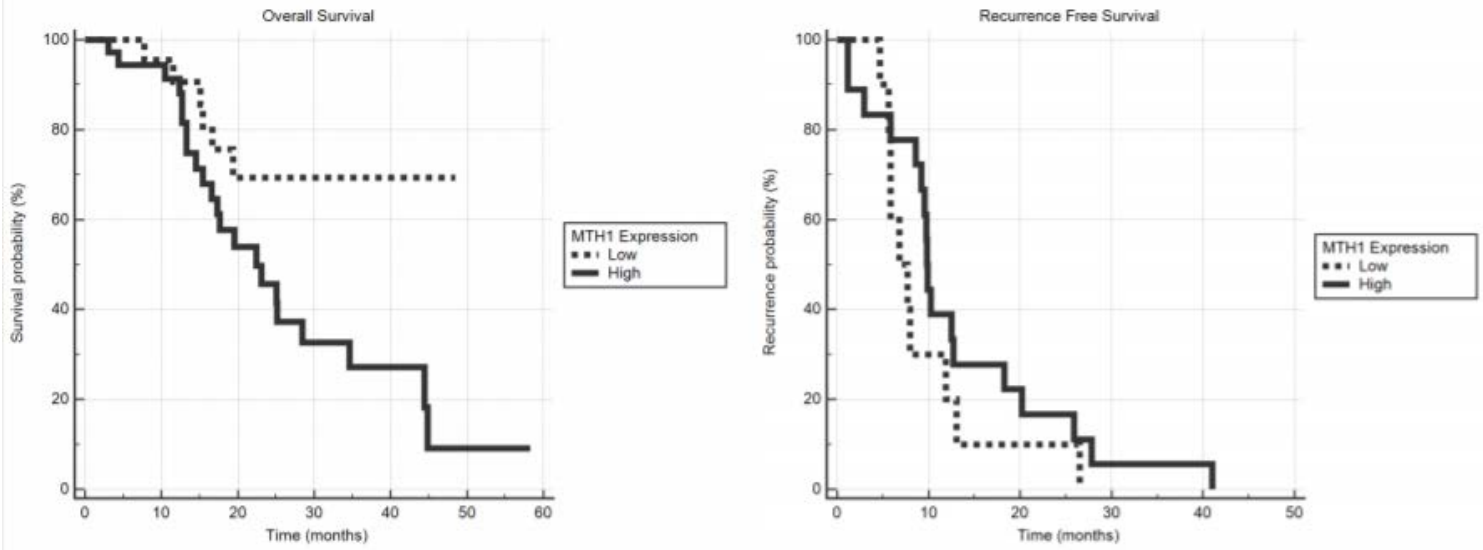 Overall Survival
Survival probability (%)
100
80
60
40
20
0
0 10 20 30 40 50 60
Time (months)
MTH1 Expression
Low
High
Recurrence Free Survival
Recurrence probability (%)
100
80
60
40
20
0
0 10 20 30 40 50
Time (months)
MTH1 Expression
Low
High